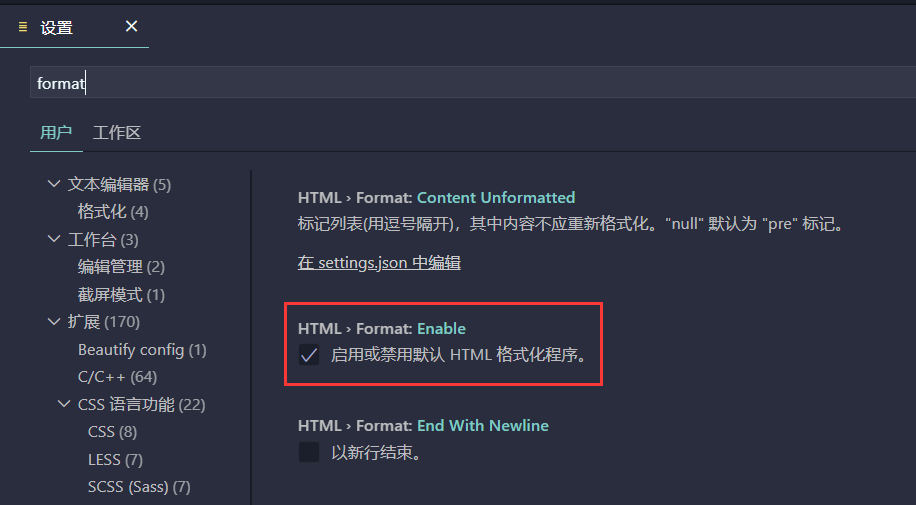 设置
format
用户 工作区
文本编辑器 (5)
格式化 (4)
工作台 (3)
编辑管理 (2)
截屏模式 (1)
扩展 (170)
Beautify config (1)
C/C++ (64)
CSS 语言功能 (22)
CSS (8)
LESS (7)
SCSS (Sass) (7)
HTML › Format: Content Unformatted
标记列表(用逗号隔开)，其中内容不应重新格式化。"null" 默认为 "pre" 标记。
在 settings.json 中编辑
HTML › Format: Enable
启用或禁用默认 HTML 格式化程序。
HTML › Format: End With Newline
以新行结束。